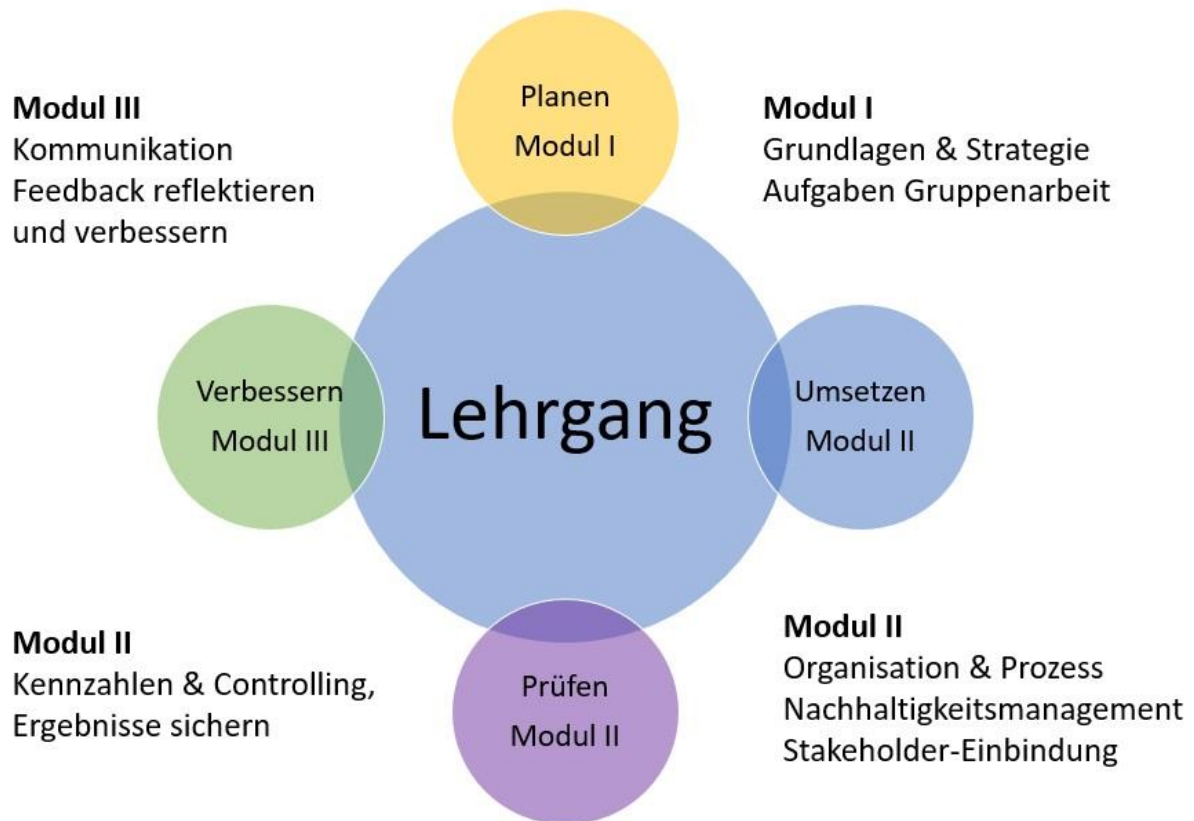 Planen
Modul I
Modul III
Kommunikation
Feedback reflektieren
und verbessern
Modul I
Grundlagen & Strategie
Aufgaben Gruppenarbeit
Verbessern
Modul III
Lehrgang
Umsetzen
Modul II
Modul II
Kennzahlen & Controlling,
Ergebnisse sichern
Prüfen
Modul II
Modul II
Organisation & Prozess
Nachhaltigkeitsmanagement
Stakeholder-Einbindung